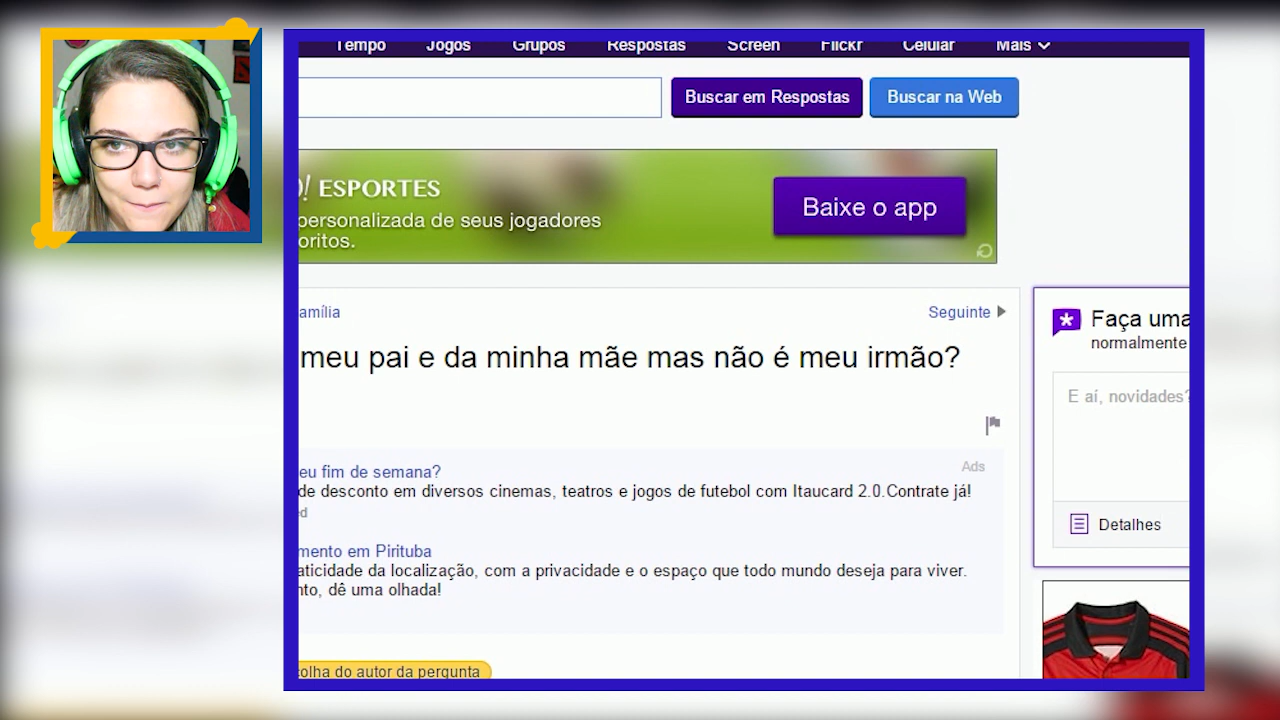 Tempo Jogos Grupos Respostas Screen Flickr Celular Mais
Buscar em Respostas Buscar na Web
! ESPORTES
personalizada de seus jogadores
oritos.
Baixe o app
amília Seguinte
meu pai e da minha mãe mas não é meu irmão?
Faça uma
normalmente
E aí, novidades?
Detalhes
Ads
eu fim de semana?
de desconto em diversos cinemas, teatros e jogos de futebol com Itaucard 2.0.Contrate já!
ed
mento em Pirituba
aticidade da localização, com a privacidade e o espaço que todo mundo deseja para viver.
nto, dê uma olhada!
colha do autor da pergunta